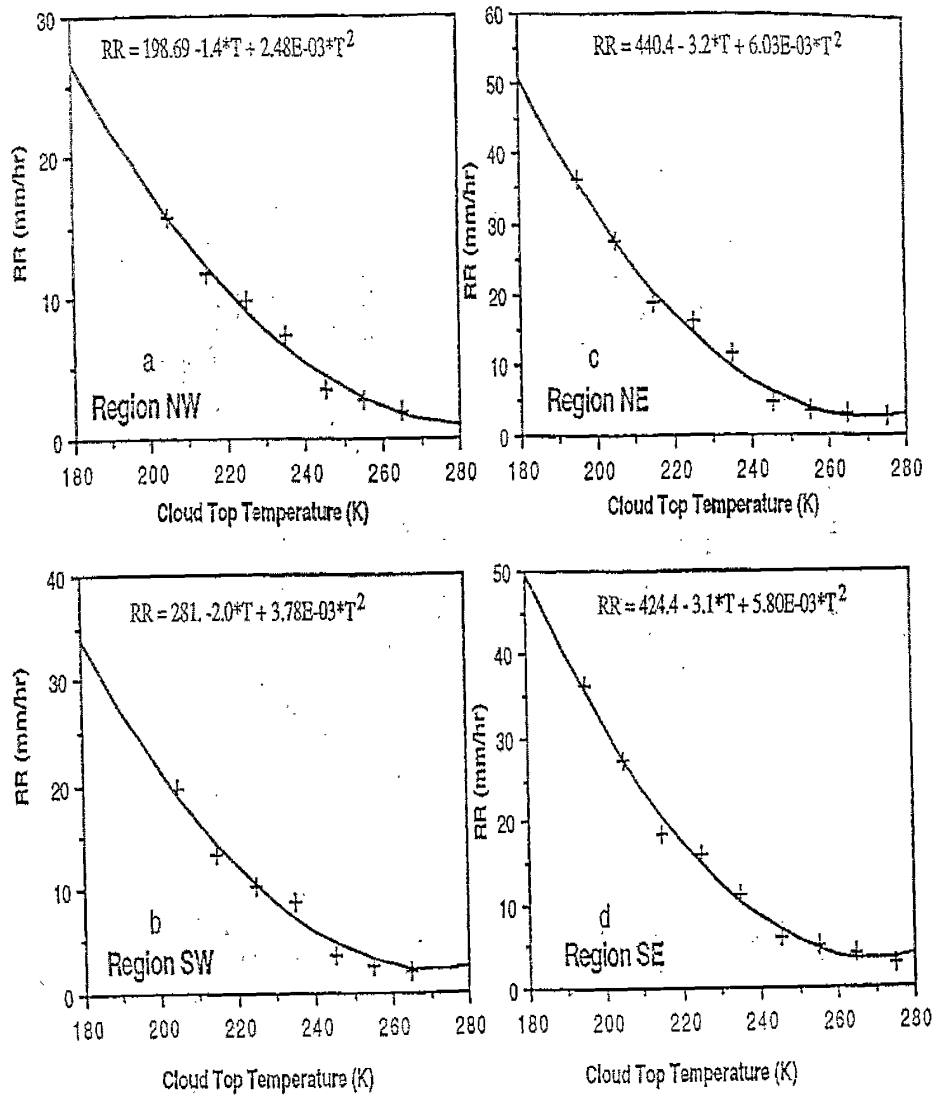 30
20
10
0
RR (mm/hr)
RR = 198.69 -1.4*T + 2.48E-03*T2
a
Region NW
180 200 220 240 260 280
Cloud Top Temperature (K)
60
50
40
30
20
10
0
RR (mm/hr)
RR = 440.4 - 3.2*T + 6.03E-03*T2
c
Region NE
180 200 220 240 260 280
Cloud Top Temperature (K)
40
30
20
10
0
RR (mm/hr)
RR = 281. -2.0*T + 3.78E-03*T2
b
Region SW
180 200 220 240 260 280
Cloud Top Temperature (K)
50
40
30
20
10
0
RR (mm/hr)
RR = 424.4 - 3.1*T + 5.80E-03*T2
d
Region SE
180 200 220 240 260 280
Cloud Top Temperature (K)